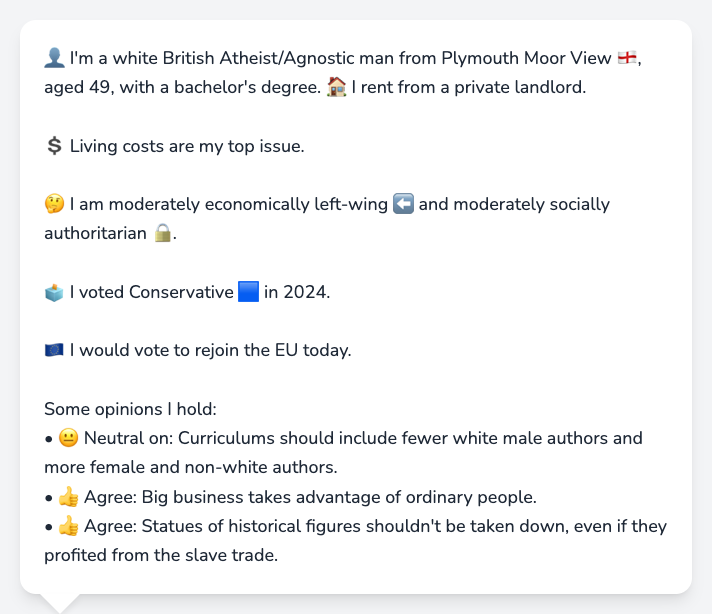 👤 I'm a white British Atheist/Agnostic man from Plymouth Moor View 🏴󠁧󠁢󠁥󠁮󠁧󠁿,
aged 49, with a bachelor's degree. 🏠 I rent from a private landlord.
💲 Living costs are my top issue.
🤔 I am moderately economically left-wing ⬅️ and moderately socially
authoritarian 🔒.
🗳️ I voted Conservative 🟦 in 2024.
🇪🇺 I would vote to rejoin the EU today.
Some opinions I hold:
• 😐 Neutral on: Curriculums should include fewer white male authors and
more female and non-white authors.
• 👍 Agree: Big business takes advantage of ordinary people.
• 👍 Agree: Statues of historical figures shouldn't be taken down, even if they
profited from the slave trade.